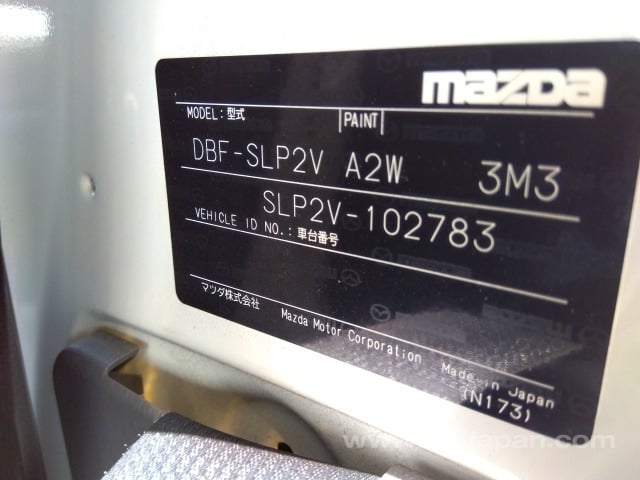 mazda
MODEL:型式 PAINT
DBF-SLP2V A2W 3M3
SLP2V-102783
VEHICLE ID NO.:車台番号
マツダ株式会社 Mazda Motor Corporation Made in Japan
(N173)